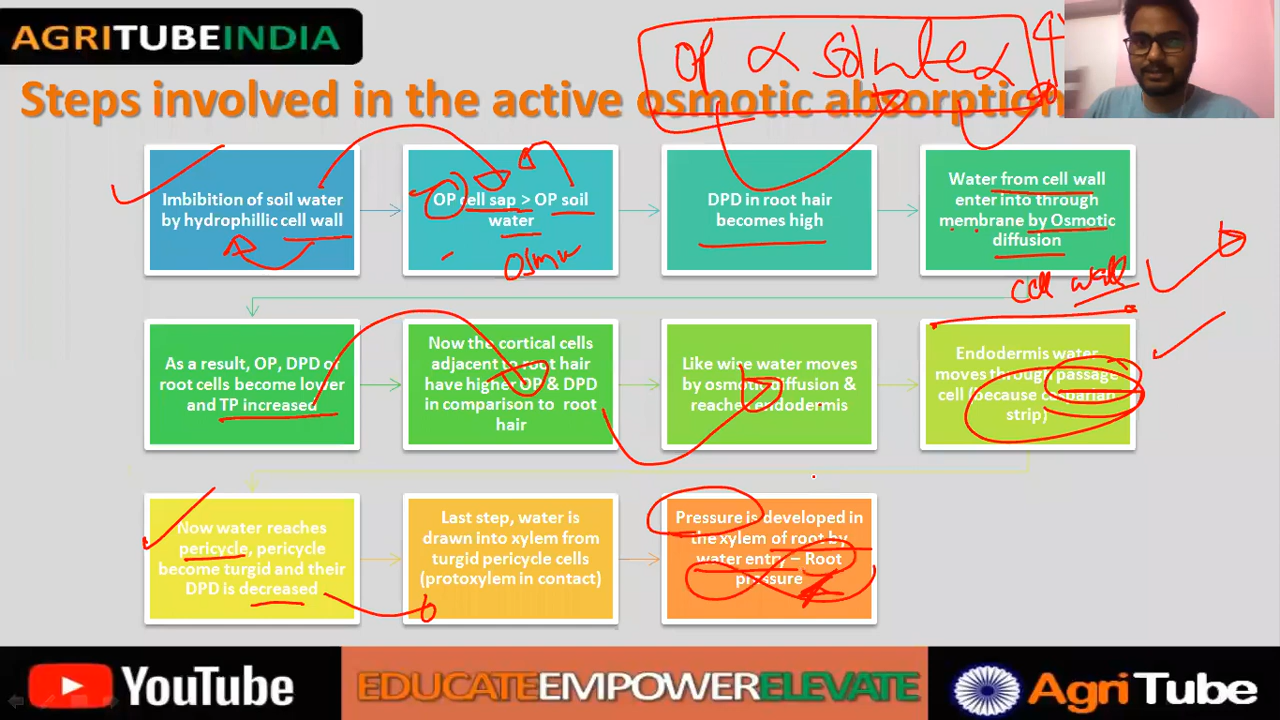 AGRITUBEINDIA
OP ∝ Solute ∝
Steps involved in the active osmotic absorption
Imbibition of soil water
by hydrophillic cell wall
OP cell sap > OP soil
water
osmo
DPD in root hair
becomes high
Water from cell wall
enter into through
membrane by Osmotic
diffusion
cell wall
As a result, OP, DPD of
root cells become lower
and TP increased
Now the cortical cells
adjacent to root hair
have higher OP & DPD
in comparison to root
hair
Like wire water moves
by osmotic diffusion &
reaches endodermis
Endodermis water
moves through passage
cell (because casparian
strip)
Now water reaches
pericycle, pericycle
become turgid and their
DPD is decreased
Last step, water is
drawn into xylem from
turgid pericycle cells
(protoxylem in contact)
Pressure is developed in
the xylem of root by
water entry – Root
pressure
YouTube
EDUCATEEMPOWERELEVATE
AgriTube